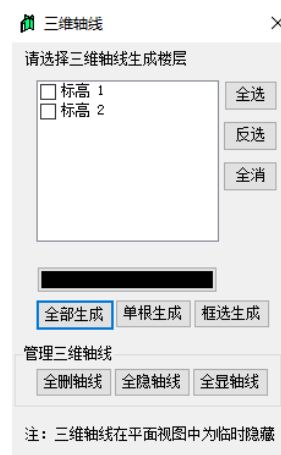 三维轴线
请选择三维轴线生成楼层
标高 1
标高 2
全选
反选
全消
全部生成 单根生成 框选生成
管理三维轴线
全删轴线 全隐轴线 全显轴线
注：三维轴线在平面视图中为临时隐藏